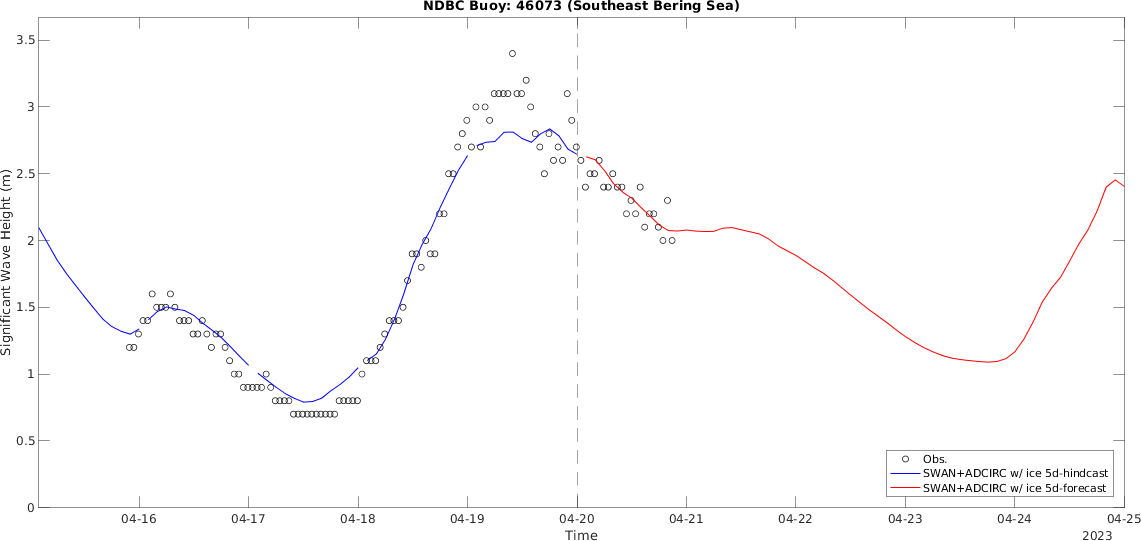 NDBC Buoy: 46073 (Southeast Bering Sea)
3.5
3
2.5
2
1.5
1
0.5
0
Significant Wave Height (m)
Obs.
SWAN+ADCIRC w/ ice 5d-hindcast
SWAN+ADCIRC w/ ice 5d-forecast
04-16 04-17 04-18 04-19 04-20 04-21 04-22 04-23 04-24 04-25
Time
2023